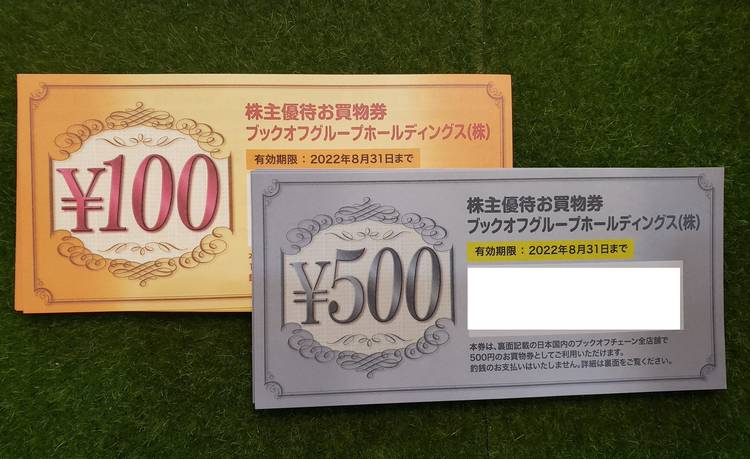 ¥100
株主優待お買物券
ブックオフグループホールディングス(株)
有効期限：2022年8月31日まで
¥500
株主優待お買物券
ブックオフグループホールディングス(株)
有効期限：2022年8月31日まで
本券は、裏面記載の日本国内のブックオフチェーン全店舗で
500円のお買物券としてご利用いただけます。
釣銭のお支払いはいたしません。詳細は裏面をご覧ください。